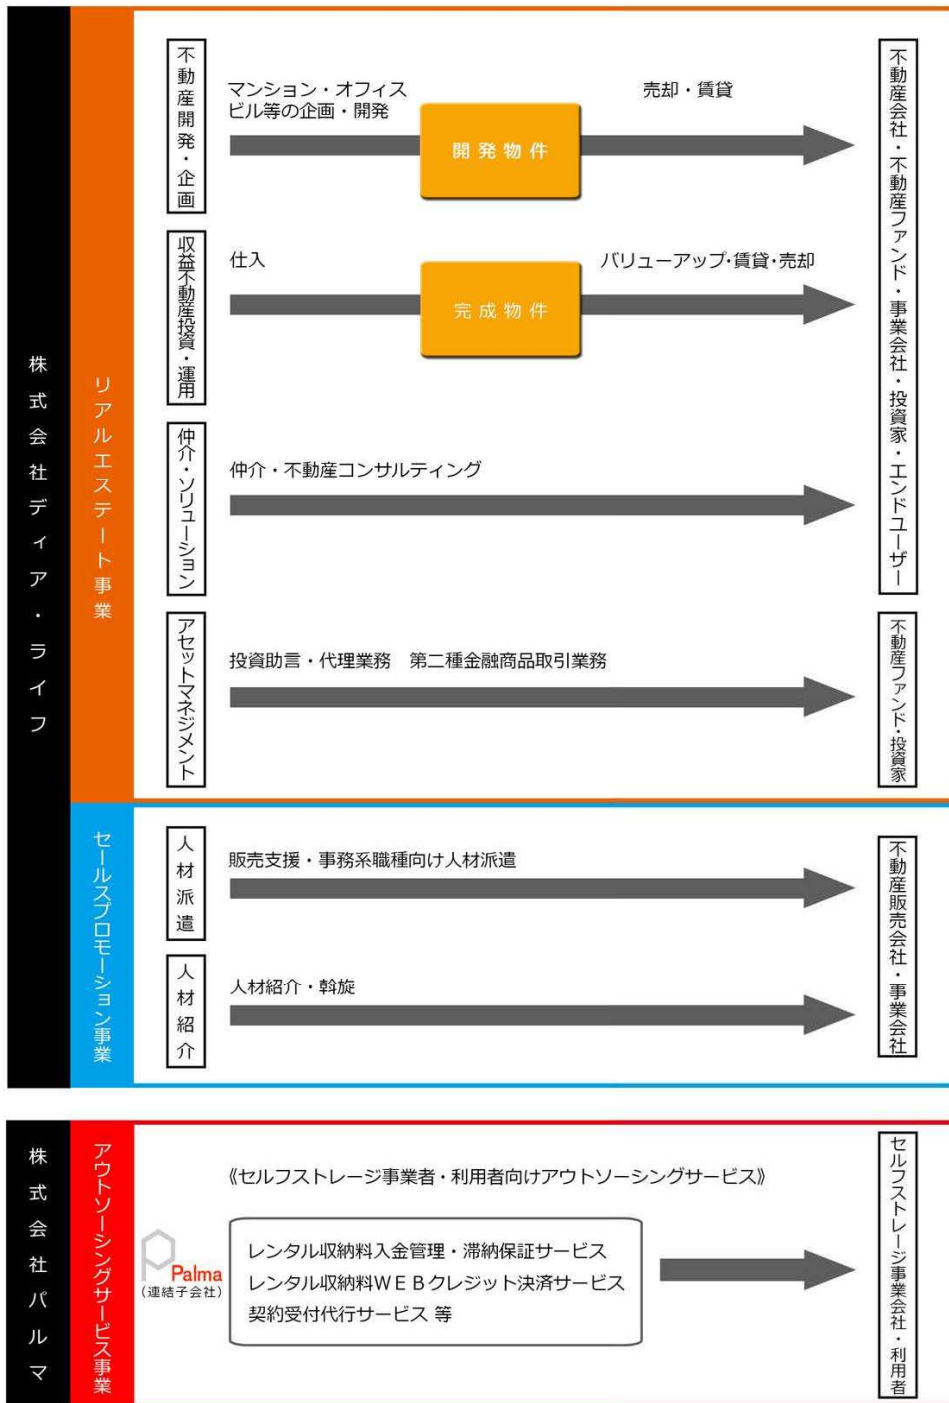 株式会社ディア・ライフ
リアルエステート事業
不動産開発・企画
マンション・オフィス
ビル等の企画・開発
開発物件
売却・賃貸
不動産会社・不動産ファンド・事業会社・投資家・エンドユーザー
収益不動産投資・運用
仕入
完成物件
バリューアップ・賃貸・売却
仲介・ソリューション
仲介・不動産コンサルティング
アセットマネジメント
投資助言・代理業務　第二種金融商品取引業務
不動産ファンド・投資家
セールスプロモーション事業
人材派遣
販売支援・事務系職種向け人材派遣
不動産販売会社・事業会社
人材紹介
人材紹介・斡旋
株式会社パルマ
アウトソーシングサービス事業
Palma
(連結子会社)
《セルフストレージ事業者・利用者向けアウトソーシングサービス》
レンタル収納料入金管理・滞納保証サービス
レンタル収納料ＷＥＢクレジット決済サービス
契約受付代行サービス 等
セルフストレージ事業会社・利用者